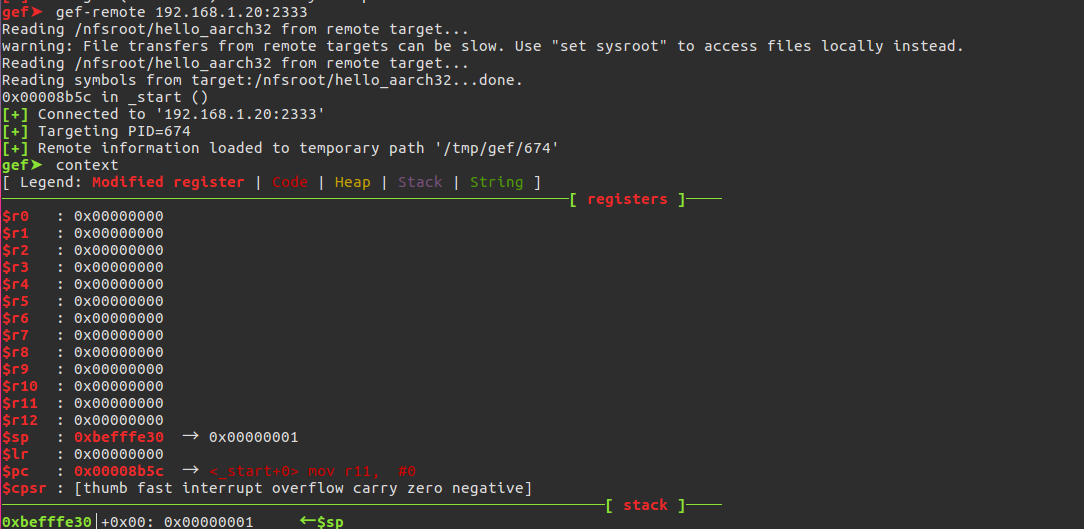 gef➤ gef-remote 192.168.1.20:2333
Reading /nfsroot/hello_aarch32 from remote target...
warning: File transfers from remote targets can be slow. Use "set sysroot" to access files locally instead.
Reading /nfsroot/hello_aarch32 from remote target...
Reading symbols from target:/nfsroot/hello_aarch32...done.
0x00008b5c in _start ()
[+] Connected to '192.168.1.20:2333'
[+] Targeting PID=674
[+] Remote information loaded to temporary path '/tmp/gef/674'
gef➤ context
[ Legend: Modified register | Code | Heap | Stack | String ]
[ registers ]
$r0 : 0x00000000
$r1 : 0x00000000
$r2 : 0x00000000
$r3 : 0x00000000
$r4 : 0x00000000
$r5 : 0x00000000
$r6 : 0x00000000
$r7 : 0x00000000
$r8 : 0x00000000
$r9 : 0x00000000
$r10 : 0x00000000
$r11 : 0x00000000
$r12 : 0x00000000
$sp : 0xbefffe30 → 0x00000001
$lr : 0x00000000
$pc : 0x00008b5c → <_start+0> mov r11, #0
$cpsr : [thumb fast interrupt overflow carry zero negative]
[ stack ]
0xbefffe30│+0x00: 0x00000001 ←$sp